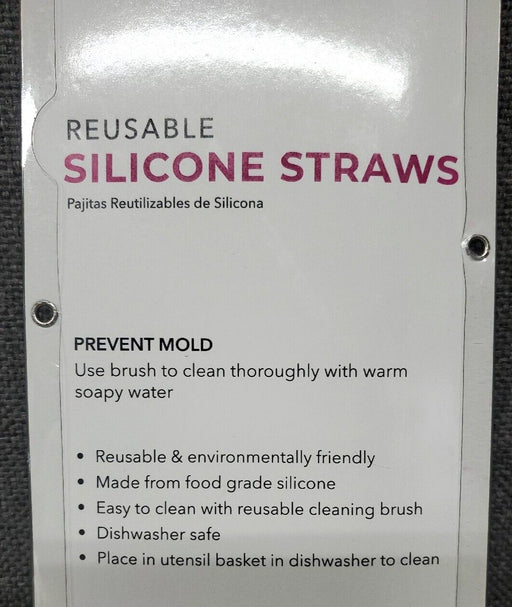 REUSABLE
SILICONE STRAWS
Pajitas Reutilizables de Silicona
PREVENT MOLD
Use brush to clean thoroughly with warm
soapy water
• Reusable & environmentally friendly
• Made from food grade silicone
• Easy to clean with reusable cleaning brush
• Dishwasher safe
• Place in utensil basket in dishwasher to clean